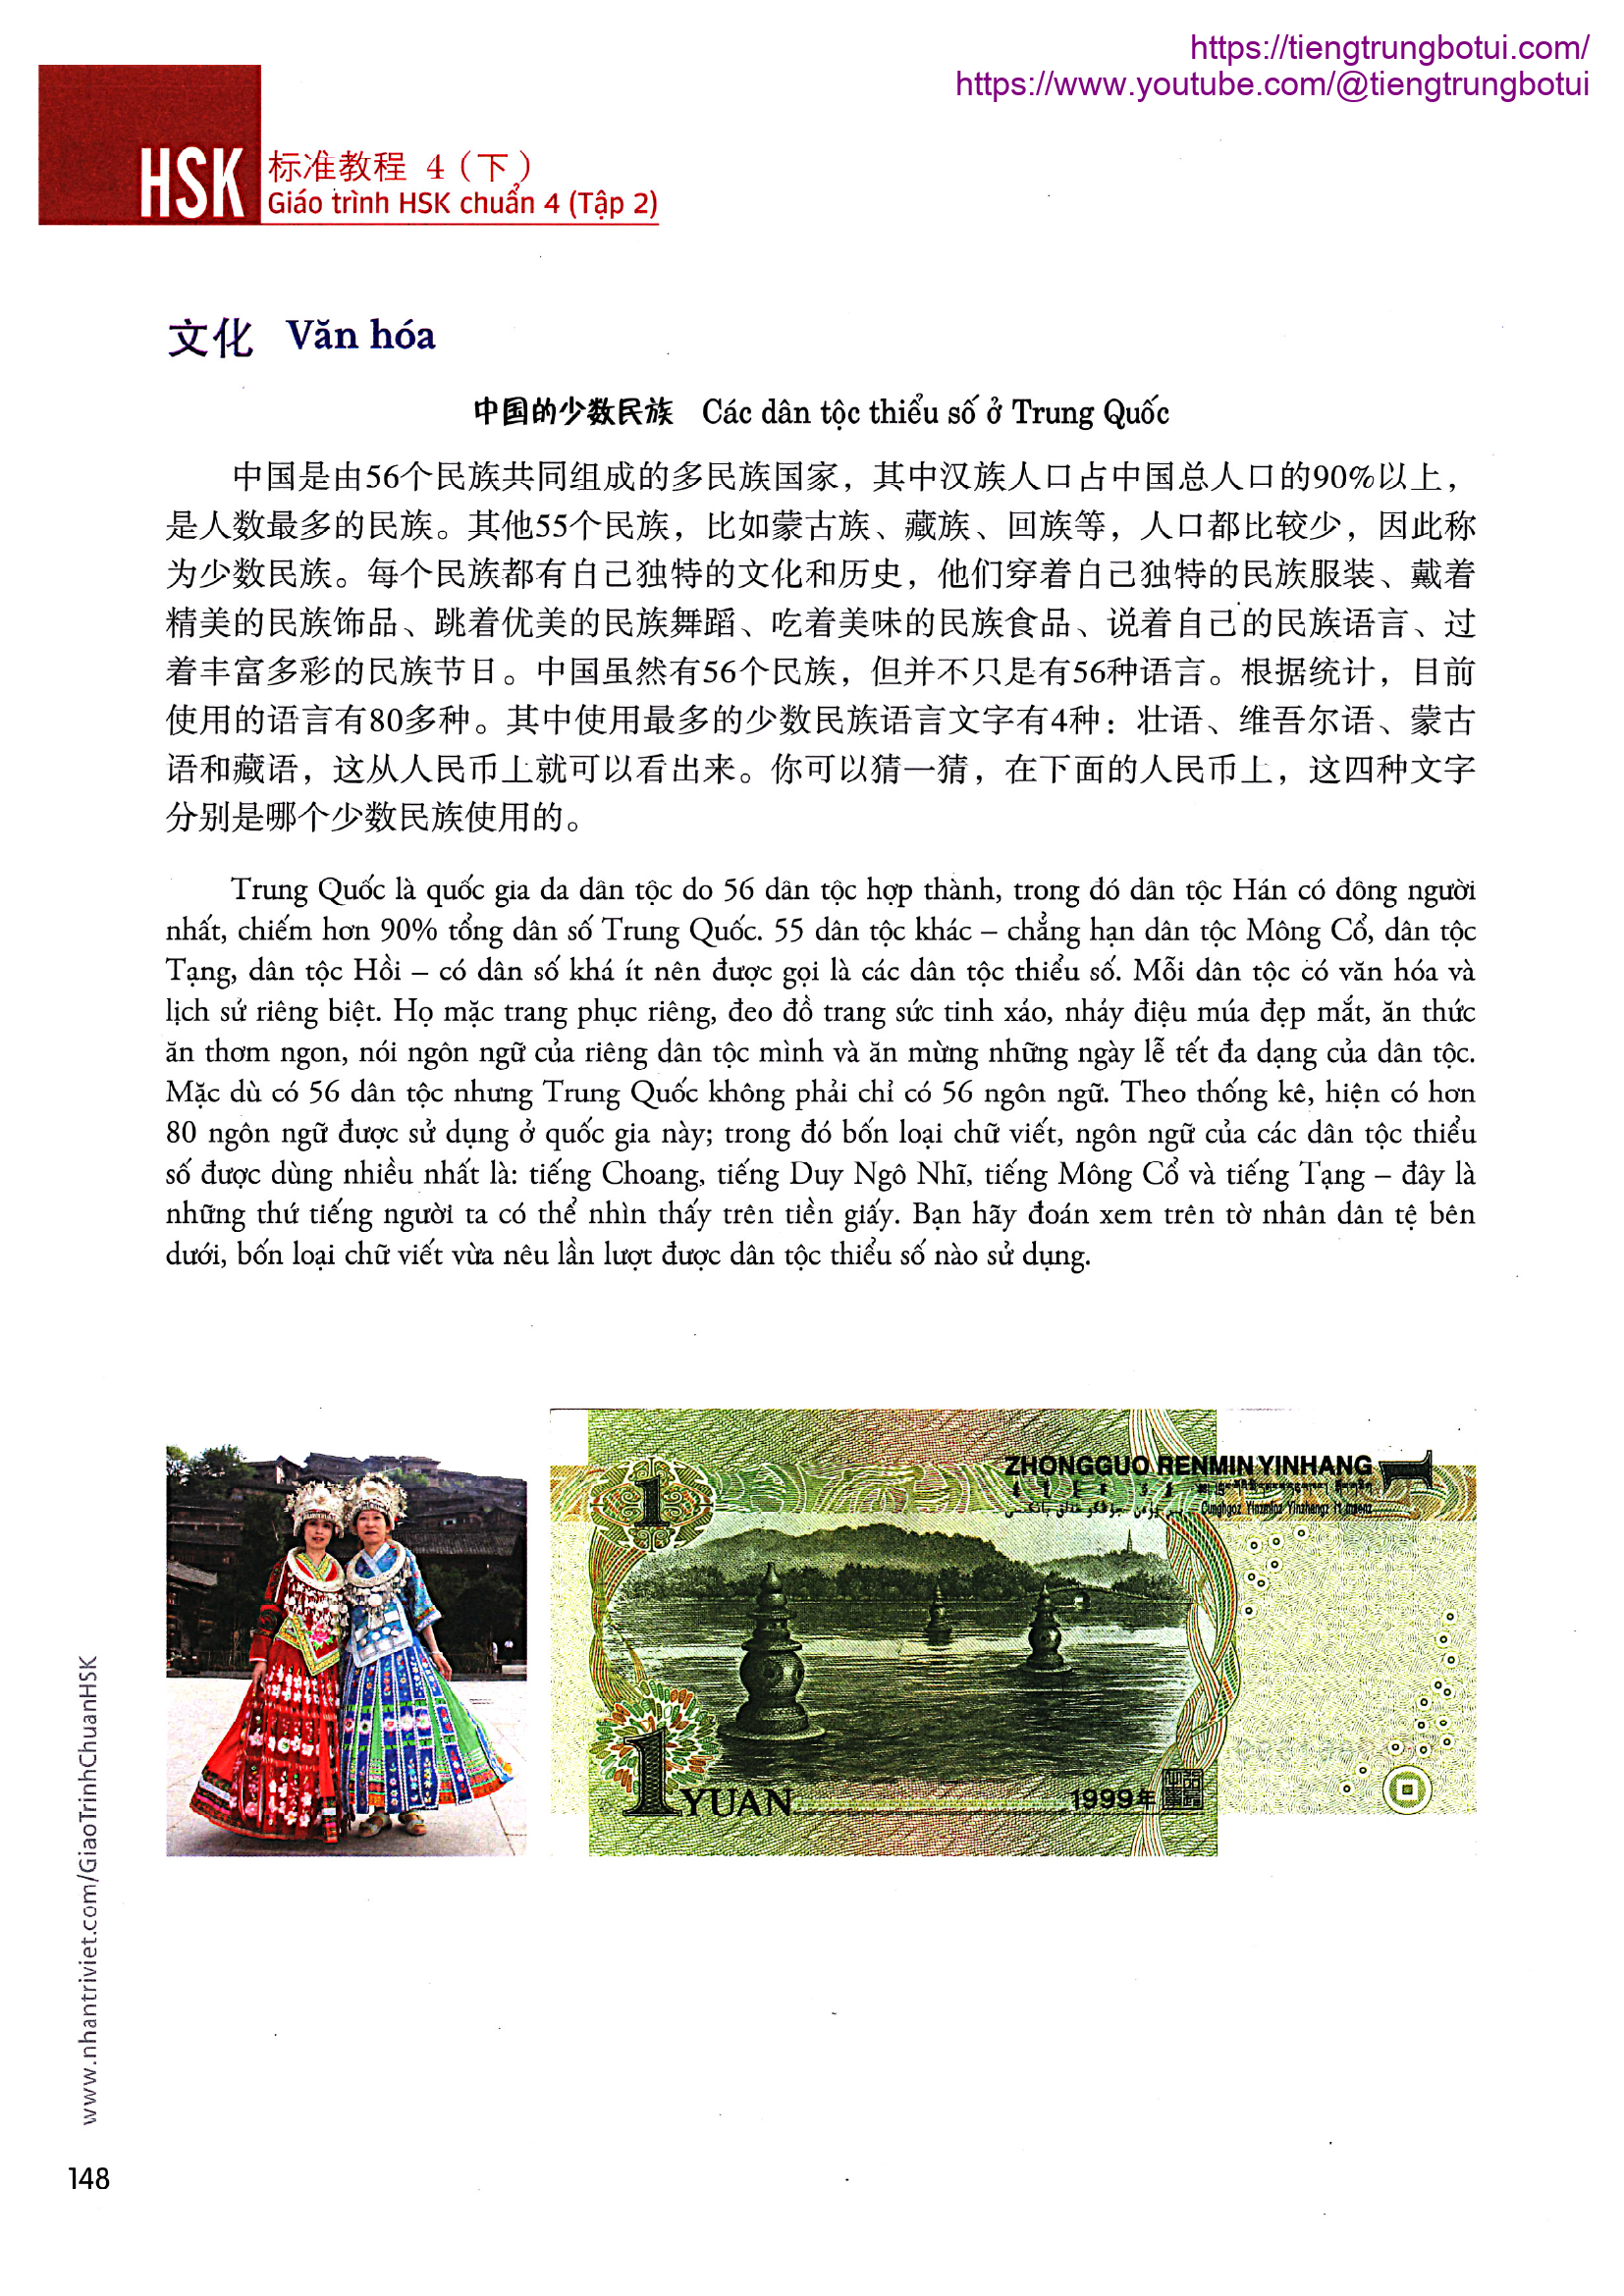 https://tiengtrungbotui.com/
https://www.youtube.com/@tiengtrungbotui
HSK 标准教程 4（下）
Giáo trình HSK chuẩn 4 (Tập 2)
文化 Văn hóa
中国的少数民族 Các dân tộc thiểu số ở Trung Quốc
中国是由56个民族共同组成的多民族国家，其中汉族人口占中国总人口的90%以上，
是人数最多的民族。其他55个民族，比如蒙古族、藏族、回族等，人口都比较少，因此称
为少数民族。每个民族都有自己独特的文化和历史，他们穿着自己独特的民族服装、戴着
精美的民族饰品、跳着优美的民族舞蹈、吃着美味的民族食品、说着自己的民族语言、过
着丰富多彩的民族节日。中国虽然有56个民族，但并不只是有56种语言。根据统计，目前
使用的语言有80多种。其中使用最多的少数民族语言文字有4种：壮语、维吾尔语、蒙古
语和藏语，这从人民币上就可以看出来。你可以猜一猜，在下面的人民币上，这四种文字
分别是哪个少数民族使用的。
Trung Quốc là quốc gia đa dân tộc do 56 dân tộc hợp thành, trong đó dân tộc Hán có đông người
nhất, chiếm hơn 90% tổng dân số Trung Quốc. 55 dân tộc khác – chẳng hạn dân tộc Mông Cổ, dân tộc
Tạng, dân tộc Hồi – có dân số khá ít nên được gọi là các dân tộc thiểu số. Mỗi dân tộc có văn hóa và
lịch sử riêng biệt. Họ mặc trang phục riêng, đeo đồ trang sức tinh xảo, nhảy điệu múa đẹp mắt, ăn thức
ăn thơm ngon, nói ngôn ngữ của riêng dân tộc mình và ăn mừng những ngày lễ tết đa dạng của dân tộc.
Mặc dù có 56 dân tộc nhưng Trung Quốc không phải chỉ có 56 ngôn ngữ. Theo thống kê, hiện có hơn
80 ngôn ngữ được sử dụng ở quốc gia này; trong đó bốn loại chữ viết, ngôn ngữ của các dân tộc thiểu
số được dùng nhiều nhất là: tiếng Choang, tiếng Duy Ngô Nhĩ, tiếng Mông Cổ và tiếng Tạng – đây là
những thứ tiếng người ta có thể nhìn thấy trên tiền giấy. Bạn hãy đoán xem trên tờ nhân dân tệ bên
dưới, bốn loại chữ viết vừa nêu lần lượt được dân tộc thiểu số nào sử dụng.
ZHONGGUO RENMIN YINHANG 1
1
1 YUAN 1999年
www.nhantriviet.com/GiaoTrinhChuanHSK
148